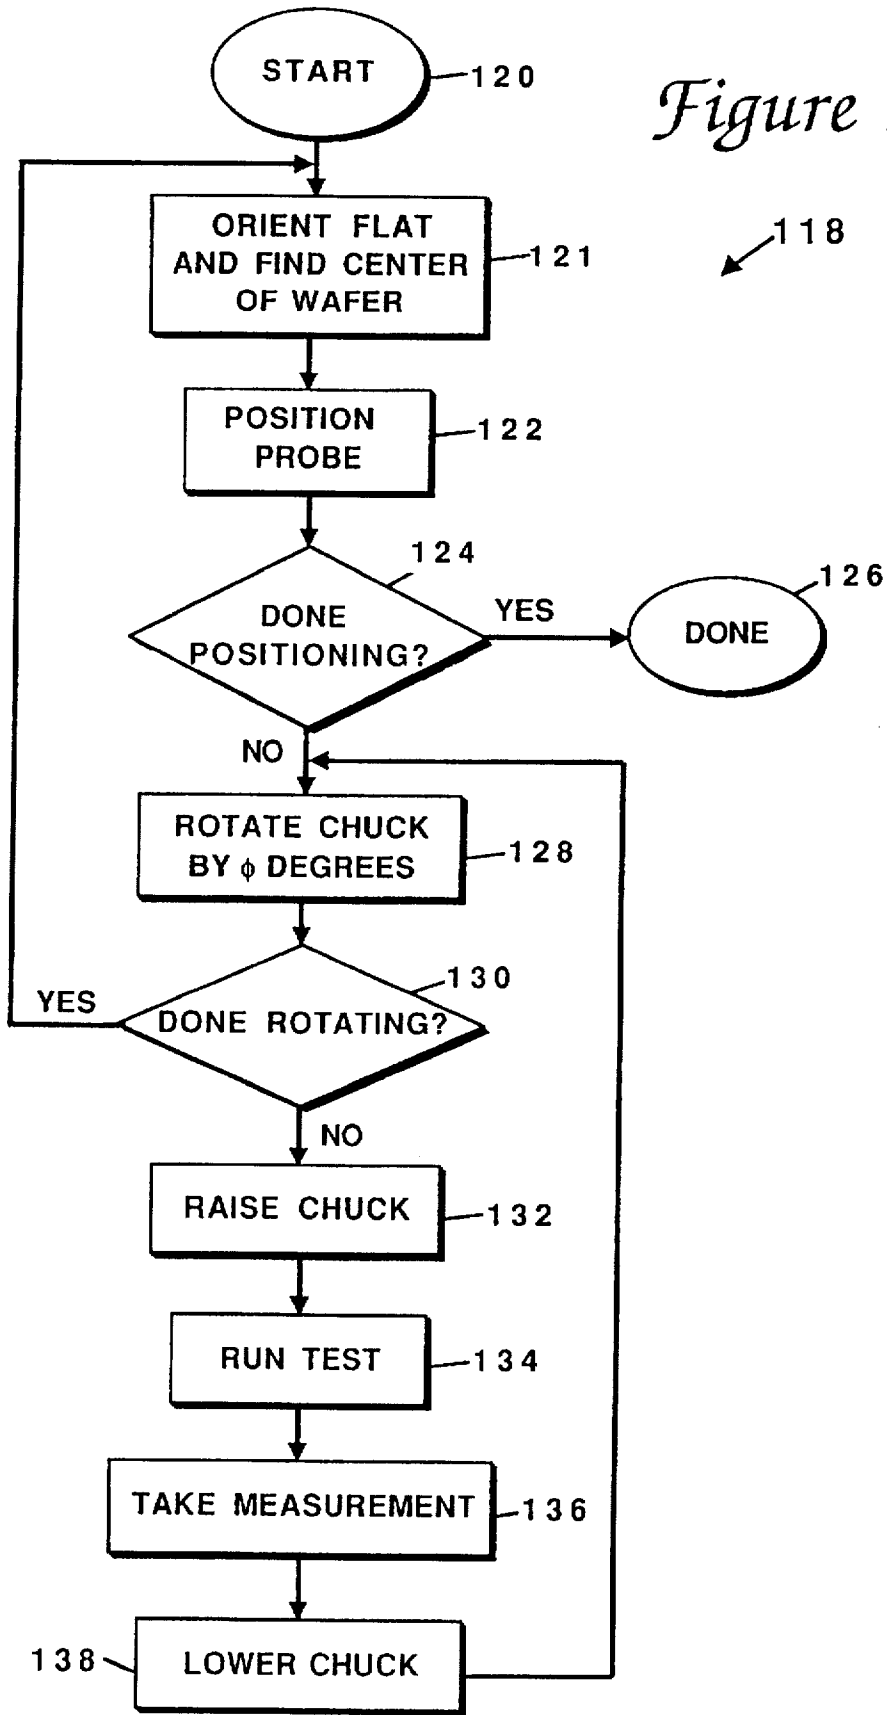 START
120
Figure
118
ORIENT FLAT
AND FIND CENTER
OF WAFER
121
POSITION
PROBE
122
124
DONE
POSITIONING?
YES
126
DONE
NO
ROTATE CHUCK
BY ϕ DEGREES
128
130
YES
DONE ROTATING?
NO
RAISE CHUCK
132
RUN TEST
134
TAKE MEASUREMENT
136
138
LOWER CHUCK